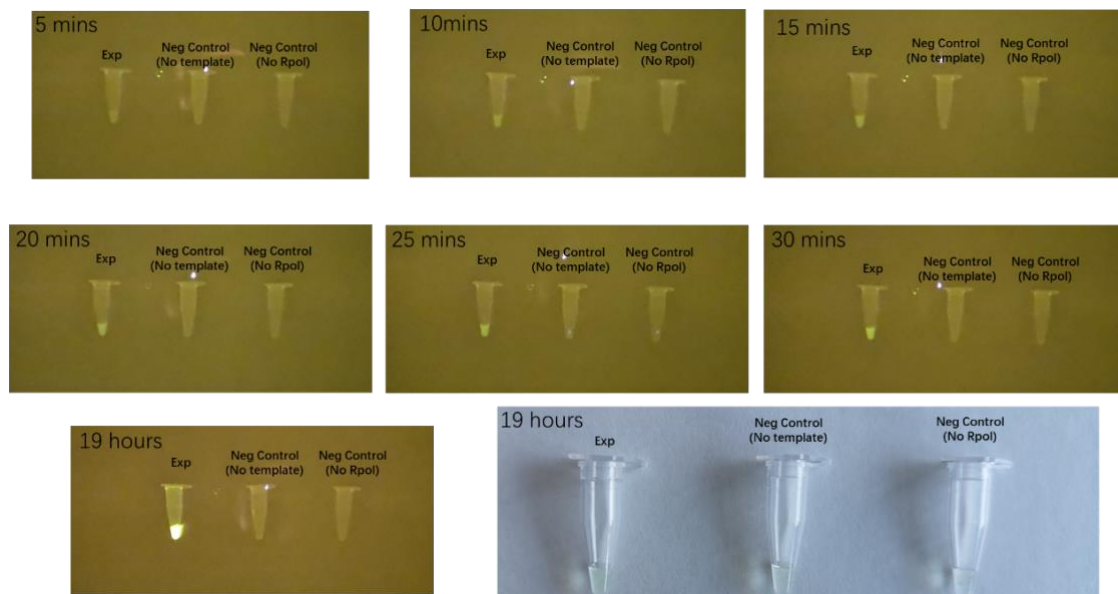 5 mins
Exp
Neg Control
(No template)
Neg Control
(No Rpol)
10mins
Exp
Neg Control
(No template)
Neg Control
(No Rpol)
15 mins
Exp
Neg Control
(No template)
Neg Control
(No Rpol)
20 mins
Exp
Neg Control
(No template)
Neg Control
(No Rpol)
25 mins
Exp
Neg Control
(No template)
Neg Control
(No Rpol)
30 mins
Exp
Neg Control
(No template)
Neg Control
(No Rpol)
19 hours
Exp
Neg Control
(No template)
Neg Control
(No Rpol)
19 hours
Exp
Neg Control
(No template)
Neg Control
(No Rpol)